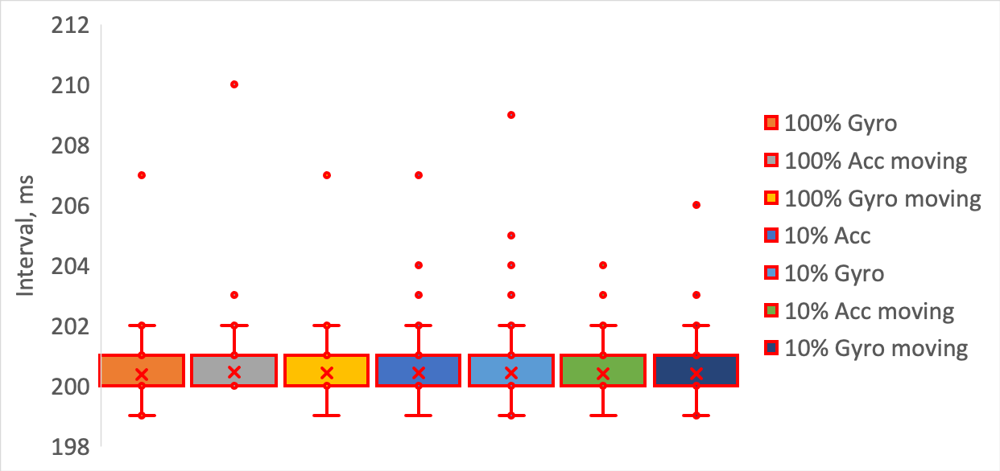 212
210
208
206
204
202
200
198
Interval, ms
100% Gyro
100% Acc moving
100% Gyro moving
10% Acc
10% Gyro
10% Acc moving
10% Gyro moving